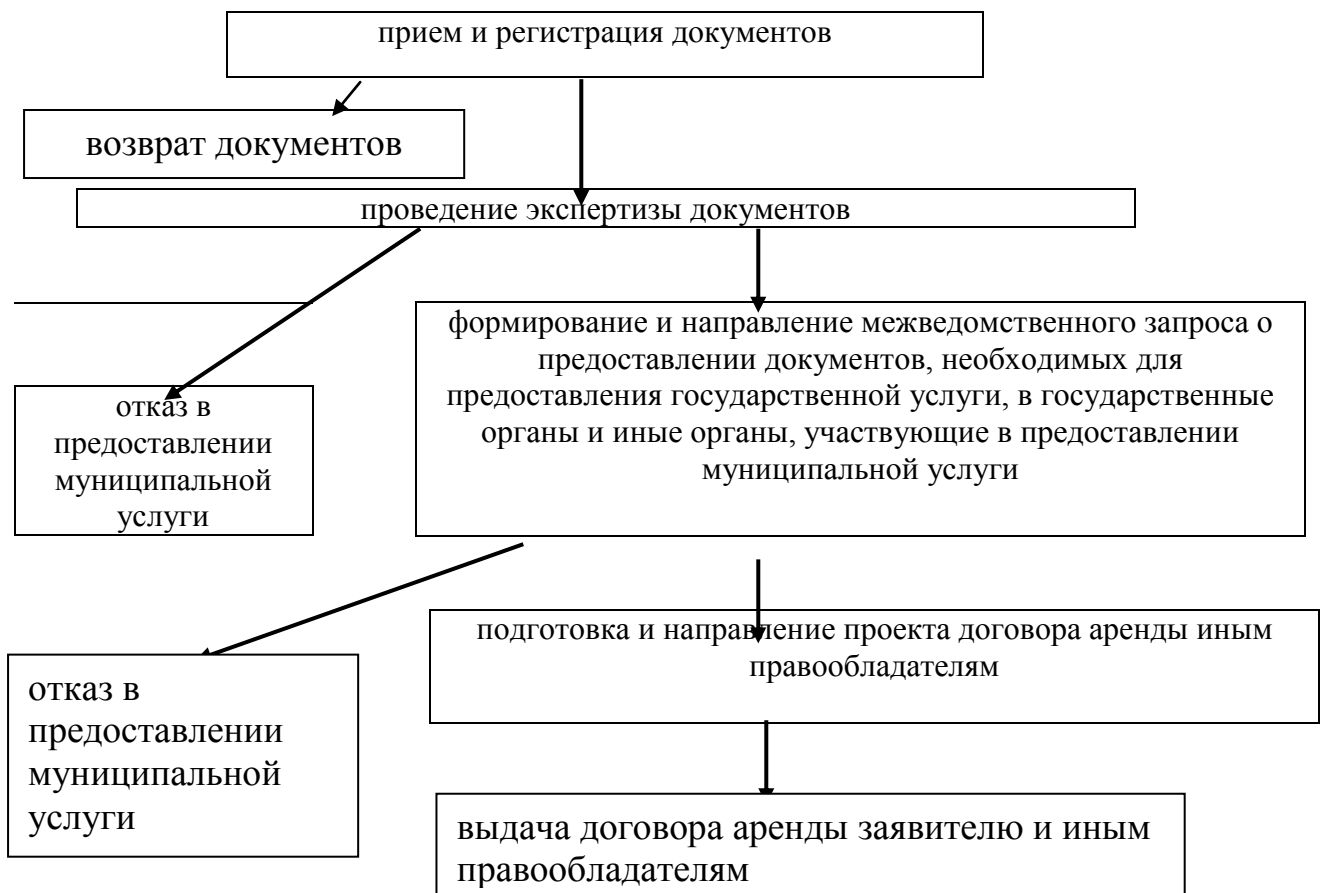 прием и регистрация документов
возврат документов
проведение экспертизы документов
формирование и направление межведомственного запроса о
предоставлении документов, необходимых для
предоставления государственной услуги, в государственные
органы и иные органы, участвующие в предоставлении
муниципальной услуги
отказ в
предоставлении
муниципальной
услуги
подготовка и направление проекта договора аренды иным
правообладателям
отказ в
предоставлении
муниципальной
услуги
выдача договора аренды заявителю и иным
правообладателям